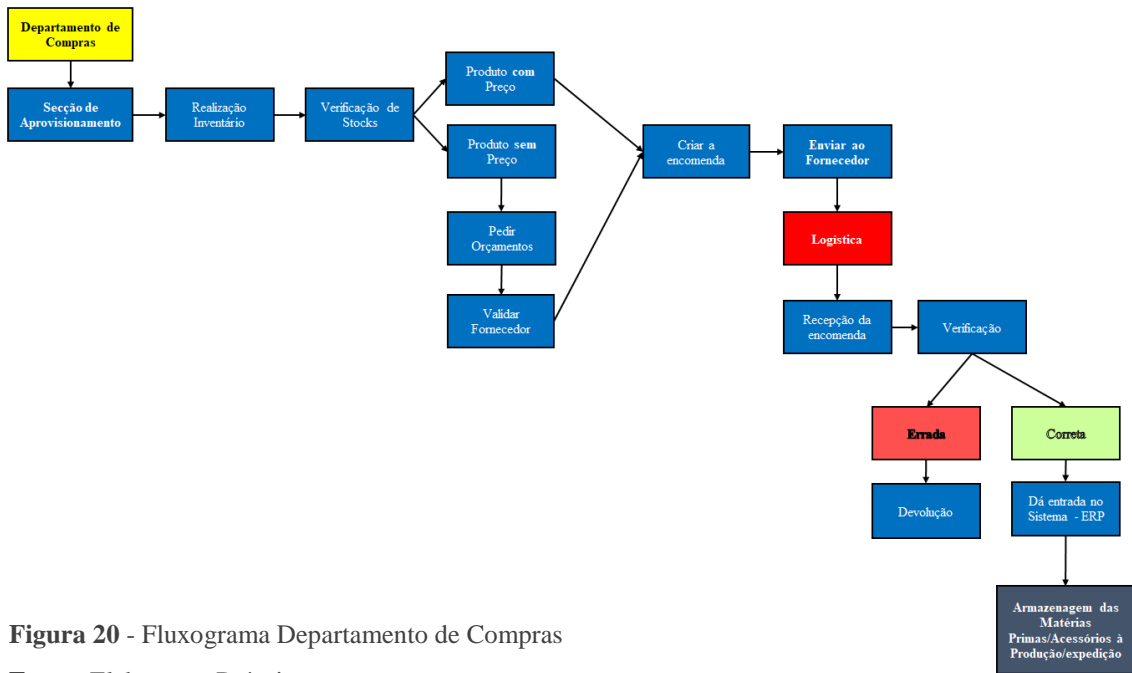 Departamento de
Compras
Secção de
Aprovisionamento
Realização
Inventário
Verificação de
Stocks
Produto com
Preço
Produto sem
Preço
Pedir
Orçamentos
Validar
Fornecedor
Criar a
encomenda
Enviar ao
Fornecedor
Logística
Recepção da
encomenda
Verificação
Errada
Correta
Devolução
Dá entrada no
Sistema - ERP
Armazenagem das
Matérias
Primas/Acessórios à
Produção/expedição
Figura 20 - Fluxograma Departamento de Compras